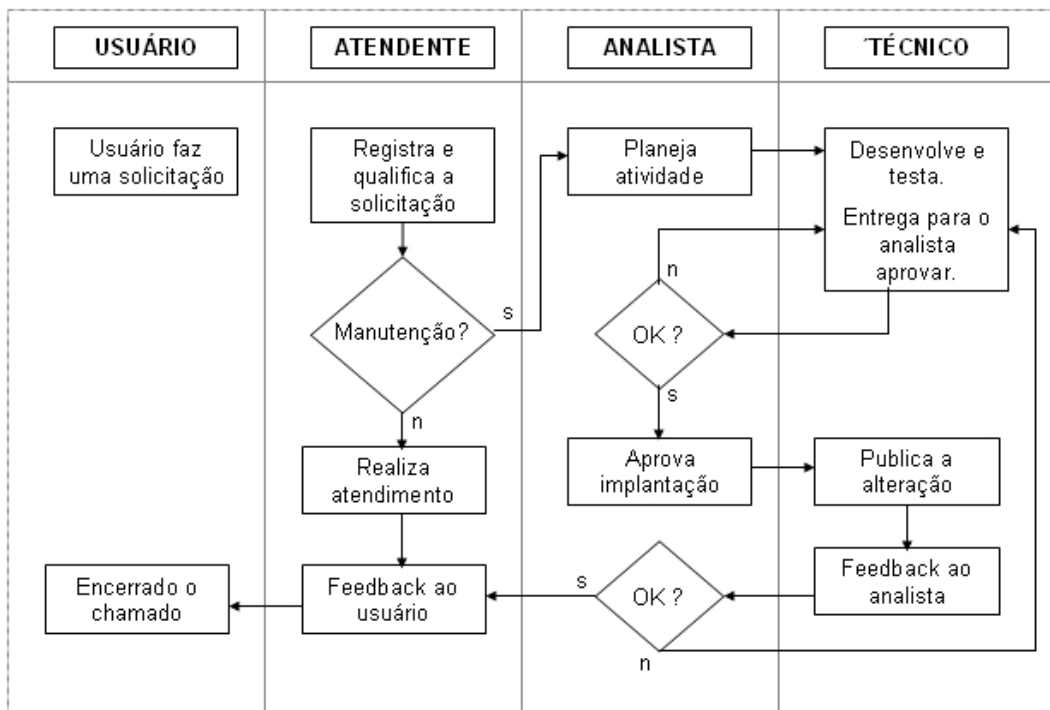 USUÁRIO
ATENDENTE
ANALISTA
´TÉCNICO
Usuário faz
uma solicitação
Registra e
qualifica a
solicitação
Planeja
atividade
Desenvolve e
testa.
Entrega para o
analista
aprovar.
n
s
Manutenção?
OK ?
s
n
Realiza
atendimento
Aprova
implantação
Publica a
alteração
Encerrado o
chamado
Feedback ao
usuário
s
OK ?
Feedback ao
analista
n